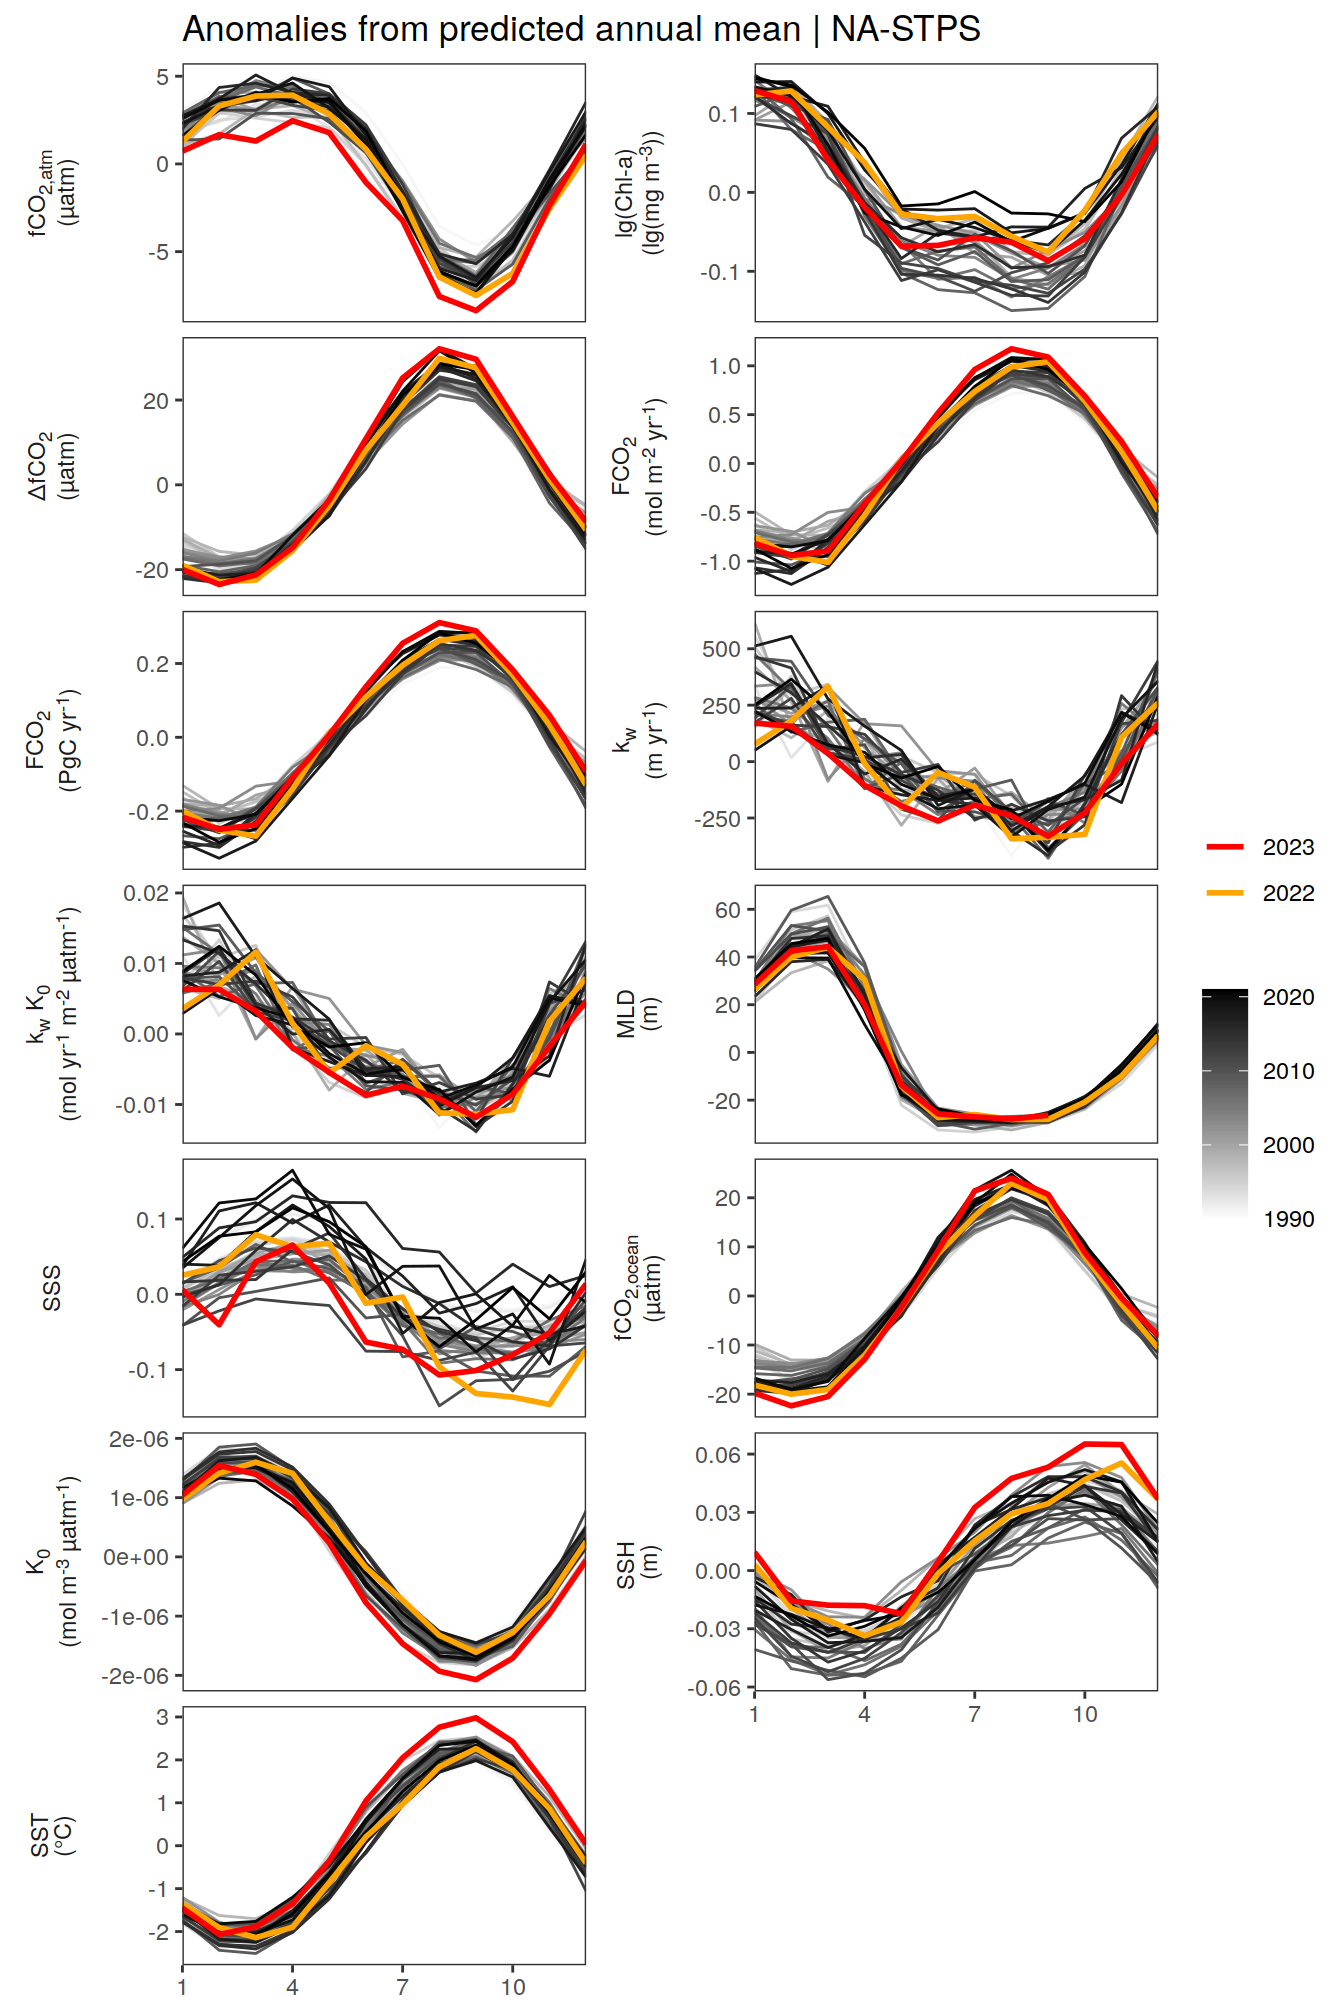 Anomalies from predicted annual mean | NA-STPS
fCO2,atm
(µatm)
5
0
-5
lg(Chl-a)
(lg(mg m-3))
0.1
0.0
-0.1
ΔfCO2
(µatm)
20
0
-20
FCO2
(mol m-2 yr-1)
1.0
0.5
0.0
-0.5
-1.0
FCO2
(PgC yr-1)
0.2
0.0
-0.2
kw
(m yr-1)
500
250
0
-250
kw K0
(mol yr-1 m-2 µatm-1)
0.02
0.01
0.00
-0.01
MLD
(m)
60
40
20
0
-20
SSS
0.1
0.0
-0.1
fCO2,ocean
(µatm)
20
10
0
-10
-20
K0
(mol m-3 µatm-1)
2e-06
1e-06
0e+00
-1e-06
-2e-06
SSH
(m)
0.06
0.03
0.00
-0.03
-0.06
1 4 7 10
SST
(°C)
3
2
1
0
-1
-2
1 4 7 10
2023
2022
2020
2010
2000
1990